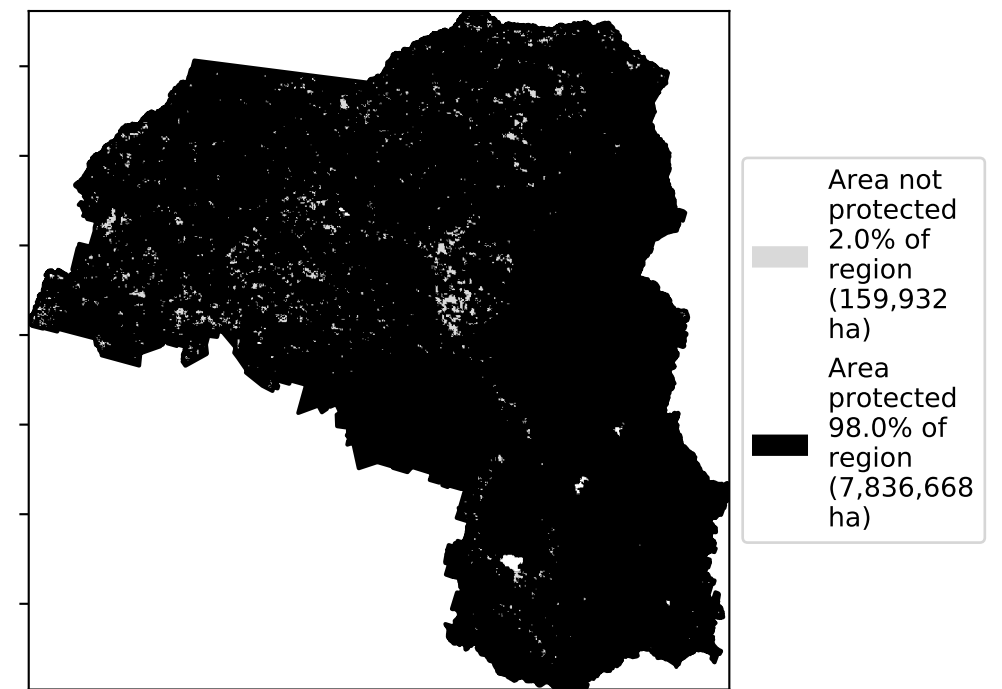 Area not
protected
2.0% of
region
(159,932
ha)
Area
protected
98.0% of
region
(7,836,668
ha)